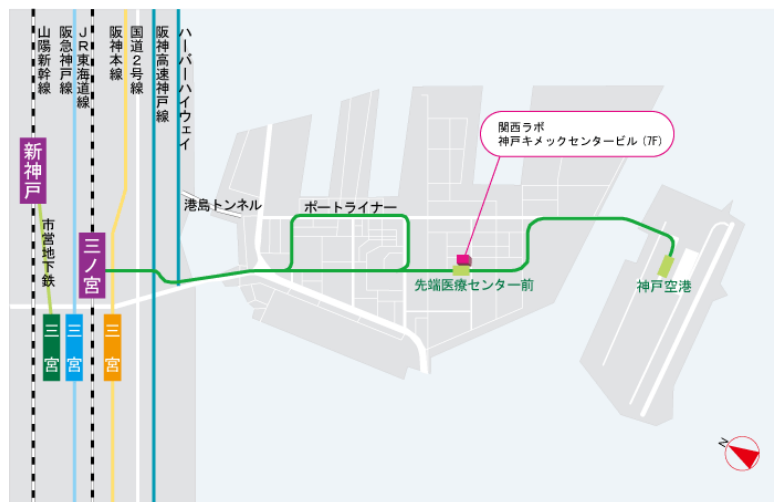 山陽新幹線
阪急神戸線
JR東海道線
阪神本線
国道2号線
阪神高速神戸線
ハーバーハイウェイ
新神戸
市営地下鉄
三ノ宮
三宮
三宮
三宮
港島トンネル
ポートライナー
関西ラボ
神戸キメックセンタービル (7F)
先端医療センター前
神戸空港
N